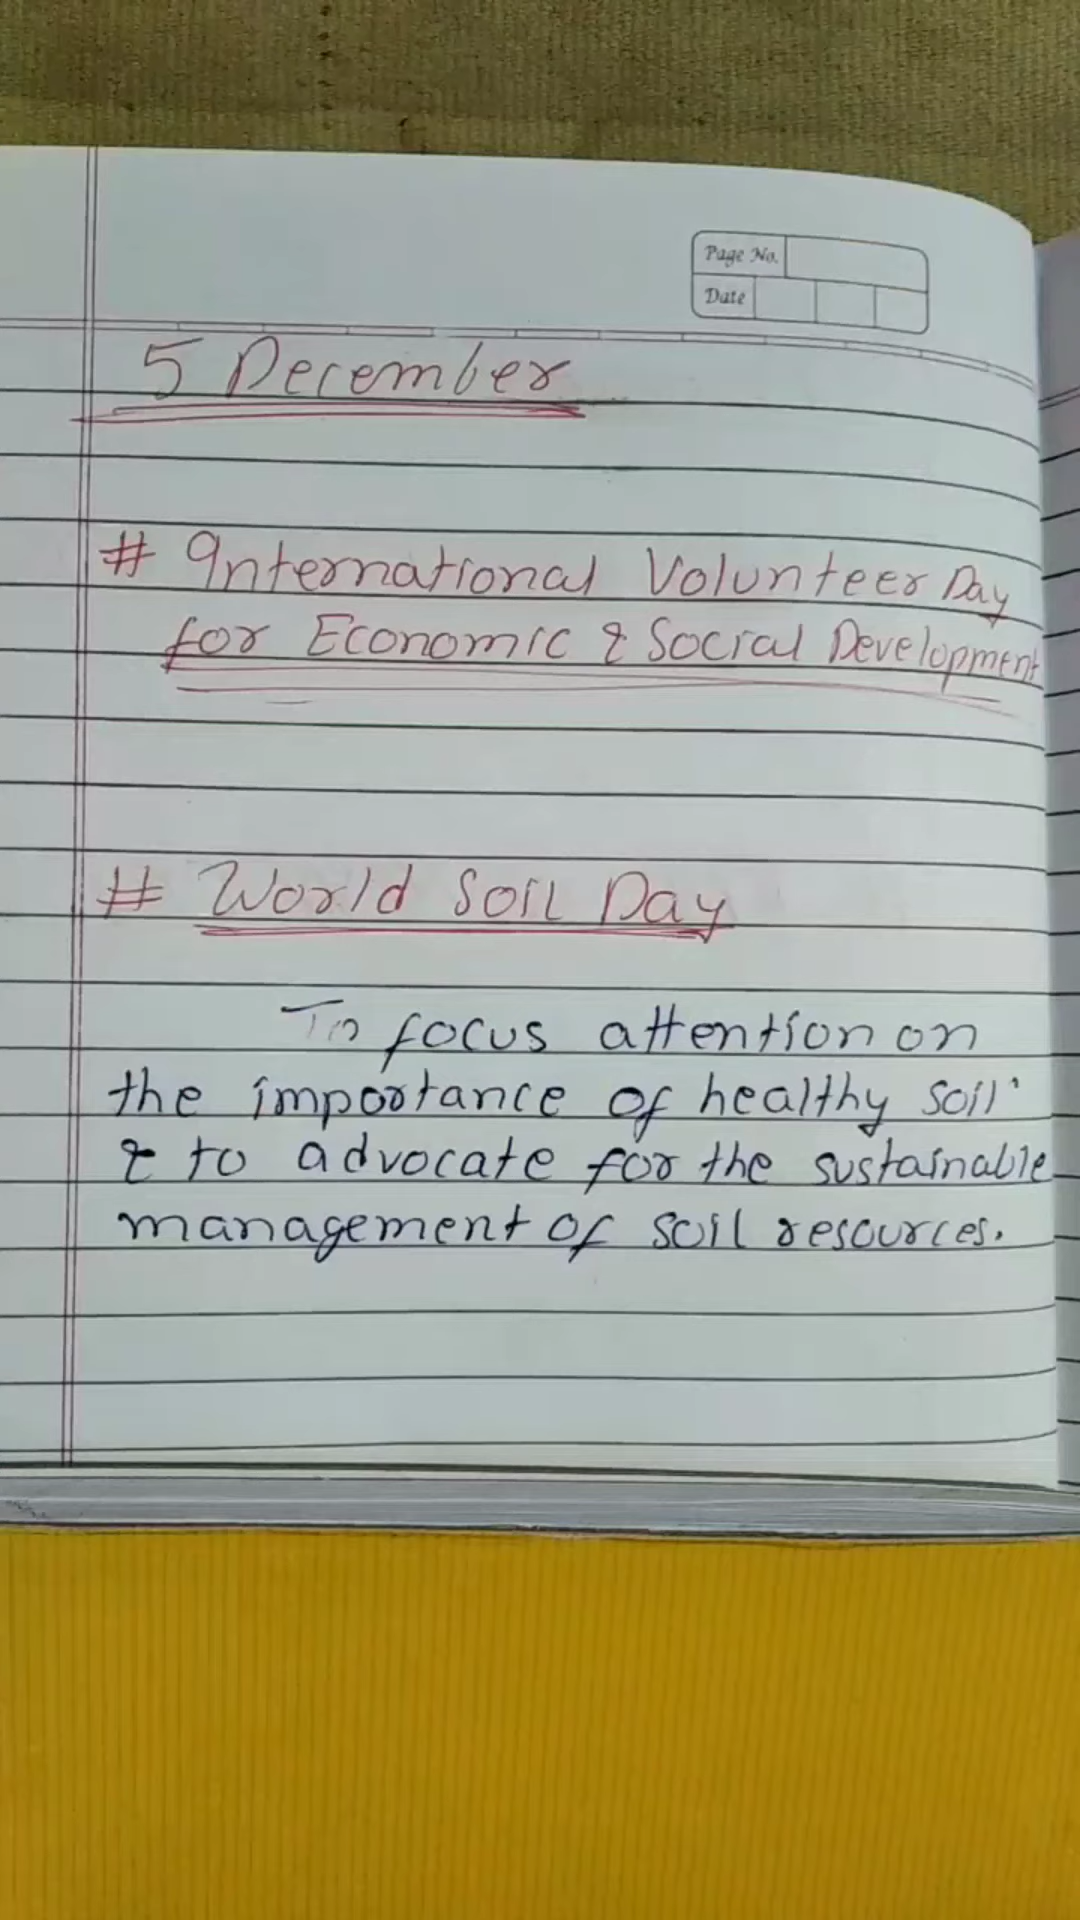 Page No.
Date
5 December
# International Volunteer Day
for Economic & Social Development
# World Soil Day
To focus attention on
the importance of healthy soil
& to advocate for the sustainable
management of soil resources.